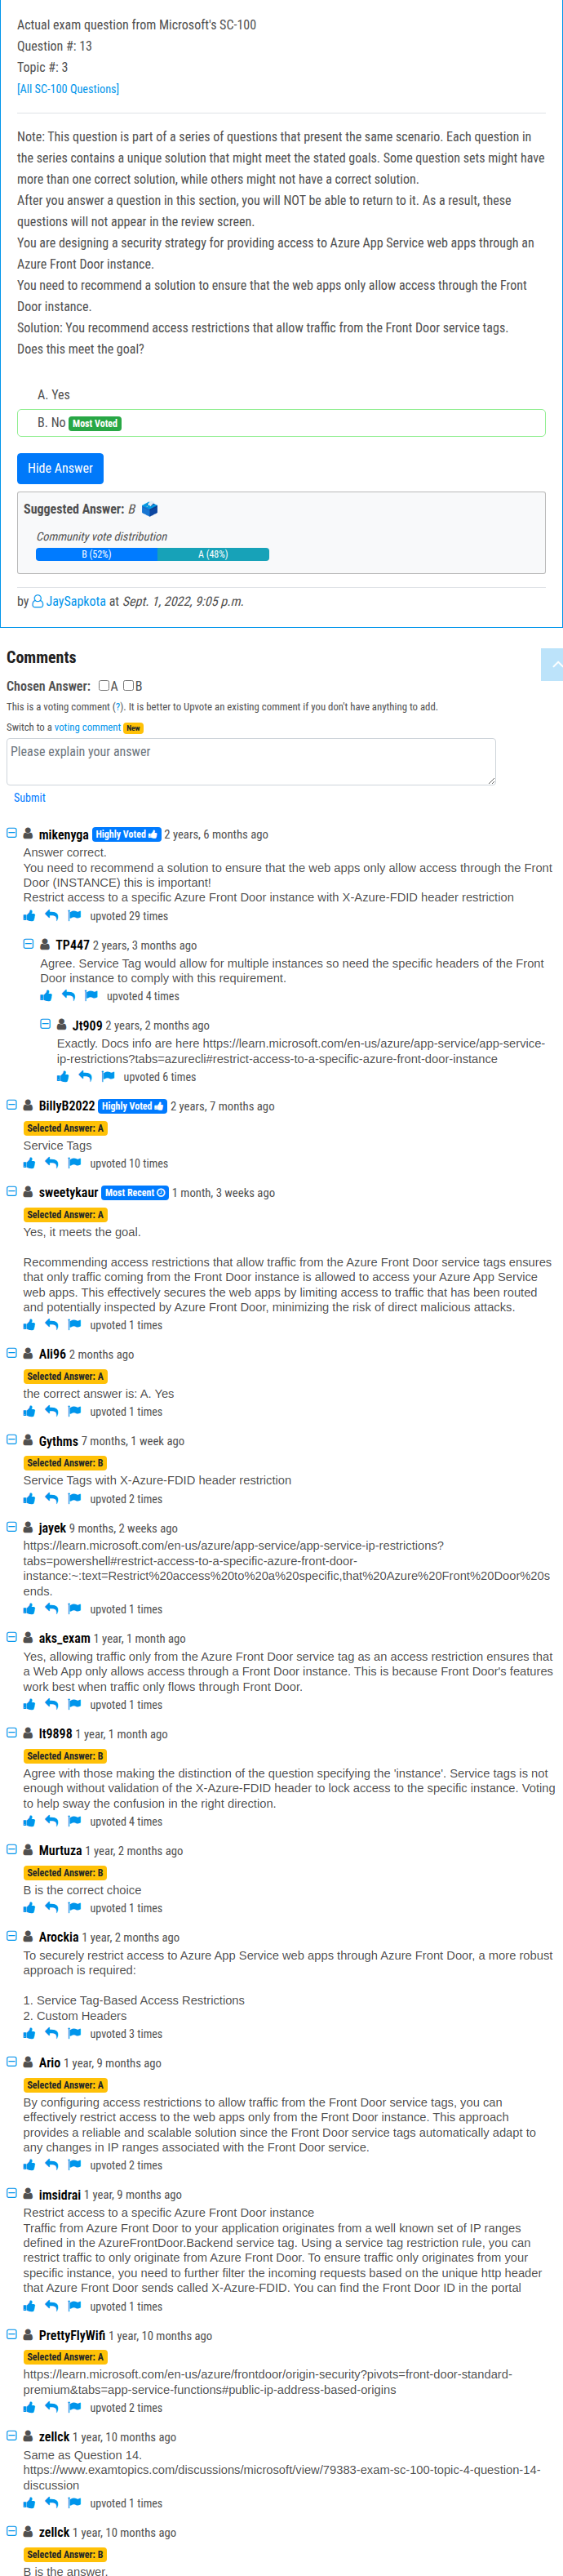 Actual exam question from Microsoft's SC-100
Question #: 13
Topic #: 3
[All SC-100 Questions]
Note: This question is part of a series of questions that present the same scenario. Each question in
the series contains a unique solution that might meet the stated goals. Some question sets might have
more than one correct solution, while others might not have a correct solution.
After you answer a question in this section, you will NOT be able to return to it. As a result, these
questions will not appear in the review screen.
You are designing a security strategy for providing access to Azure App Service web apps through an
Azure Front Door instance.
You need to recommend a solution to ensure that the web apps only allow access through the Front
Door instance.
Solution: You recommend access restrictions that allow traffic from the Front Door service tags.
Does this meet the goal?
A. Yes
B. No Most Voted
Hide Answer
Suggested Answer: B
Community vote distribution
B (52%) A (48%)
by JaySapkota at Sept. 1, 2022, 9:05 p.m.
Comments
Chosen Answer: A B
This is a voting comment (?). It is better to Upvote an existing comment if you don't have anything to add.
Switch to a voting comment New
Please explain your answer
Submit
mikenyga Highly Voted 2 years, 6 months ago
Answer correct.
You need to recommend a solution to ensure that the web apps only allow access through the Front
Door (INSTANCE) this is important!
Restrict access to a specific Azure Front Door instance with X-Azure-FDID header restriction
upvoted 29 times
TP447 2 years, 3 months ago
Agree. Service Tag would allow for multiple instances so need the specific headers of the Front
Door instance to comply with this requirement.
upvoted 4 times
Jt909 2 years, 2 months ago
Exactly. Docs info are here https://learn.microsoft.com/en-us/azure/app-service/app-service-
ip-restrictions?tabs=azurecli#restrict-access-to-a-specific-azure-front-door-instance
upvoted 6 times
BillyB2022 Highly Voted 2 years, 7 months ago
Selected Answer: A
Service Tags
upvoted 10 times
sweetykaur Most Recent 1 month, 3 weeks ago
Selected Answer: A
Yes, it meets the goal.
Recommending access restrictions that allow traffic from the Azure Front Door service tags ensures
that only traffic coming from the Front Door instance is allowed to access your Azure App Service
web apps. This effectively secures the web apps by limiting access to traffic that has been routed
and potentially inspected by Azure Front Door, minimizing the risk of direct malicious attacks.
upvoted 1 times
Ali96 2 months ago
Selected Answer: A
the correct answer is: A. Yes
upvoted 1 times
Gythms 7 months, 1 week ago
Selected Answer: B
Service Tags with X-Azure-FDID header restriction
upvoted 2 times
jayek 9 months, 2 weeks ago
https://learn.microsoft.com/en-us/azure/app-service/app-service-ip-restrictions?
tabs=powershell#restrict-access-to-a-specific-azure-front-door-
instance:~:text=Restrict%20access%20to%20a%20specific,that%20Azure%20Front%20Door%20s
ends.
upvoted 1 times
aks_exam 1 year, 1 month ago
Yes, allowing traffic only from the Azure Front Door service tag as an access restriction ensures that
a Web App only allows access through a Front Door instance. This is because Front Door's features
work best when traffic only flows through Front Door.
upvoted 1 times
lt9898 1 year, 1 month ago
Selected Answer: B
Agree with those making the distinction of the question specifying the 'instance'. Service tags is not
enough without validation of the X-Azure-FDID header to lock access to the specific instance. Voting
to help sway the confusion in the right direction.
upvoted 4 times
Murtuza 1 year, 2 months ago
Selected Answer: B
B is the correct choice
upvoted 1 times
Arockia 1 year, 2 months ago
To securely restrict access to Azure App Service web apps through Azure Front Door, a more robust
approach is required:
1. Service Tag-Based Access Restrictions
2. Custom Headers
upvoted 3 times
Ario 1 year, 9 months ago
Selected Answer: A
By configuring access restrictions to allow traffic from the Front Door service tags, you can
effectively restrict access to the web apps only from the Front Door instance. This approach
provides a reliable and scalable solution since the Front Door service tags automatically adapt to
any changes in IP ranges associated with the Front Door service.
upvoted 2 times
imsidrai 1 year, 9 months ago
Restrict access to a specific Azure Front Door instance
Traffic from Azure Front Door to your application originates from a well known set of IP ranges
defined in the AzureFrontDoor.Backend service tag. Using a service tag restriction rule, you can
restrict traffic to only originate from Azure Front Door. To ensure traffic only originates from your
specific instance, you need to further filter the incoming requests based on the unique http header
that Azure Front Door sends called X-Azure-FDID. You can find the Front Door ID in the portal
upvoted 1 times
PrettyFlyWifi 1 year, 10 months ago
Selected Answer: A
https://learn.microsoft.com/en-us/azure/frontdoor/origin-security?pivots=front-door-standard-
premium&tabs=app-service-functions#public-ip-address-based-origins
upvoted 2 times
zellck 1 year, 10 months ago
Same as Question 14.
https://www.examtopics.com/discussions/microsoft/view/79383-exam-sc-100-topic-4-question-14-
discussion
upvoted 1 times
zellck 1 year, 10 months ago
Selected Answer: B
B is the answer.